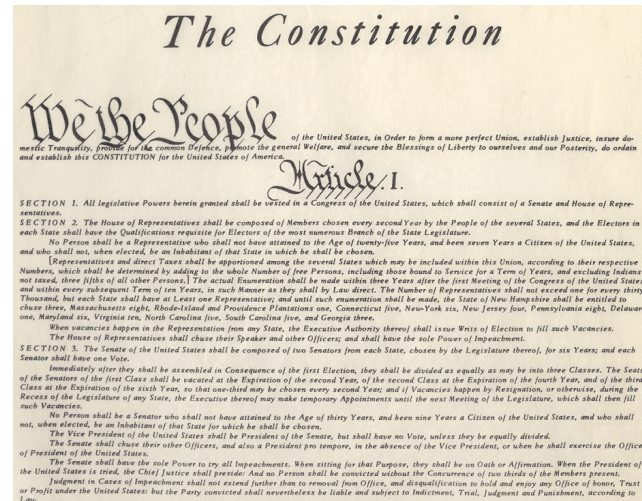 The Constitution
We the People
of the United States, in Order to form a more perfect Union, establish Justice, insure do-
mestic Tranquility, provide for the common Defence, promote the general Welfare, and secure the Blessings of Liberty to ourselves and our Posterity, do ordain
and establish this CONSTITUTION for the United States of America.
Article. I.
SECTION 1. All legislative Powers herein granted shall be vested in a Congress of the United States, which shall consist of a Senate and House of Repre-
sentatives.
SECTION 2. The House of Representatives shall be composed of Members chosen every second Year by the People of the several States, and the Electors in
each State shall have the Qualifications requisite for Electors of the most numerous Branch of the State Legislature.
No Person shall be a Representative who shall not have attained to the Age of twenty-five Years, and been seven Years a Citizen of the United States,
and who shall not, when elected, be an Inhabitant of that State in which he shall be chosen.
[Representatives and direct Taxes shall be apportioned among the several States which may be included within this Union, according to their respective
Numbers, which shall be determined by adding to the whole Number of free Persons, including those bound to Service for a Term of Years, and excluding Indians
not taxed, three fifths of all other Persons.] The actual Enumeration shall be made within three Years after the first Meeting of the Congress of the United States,
and within every subsequent Term of ten Years, in such Manner as they shall by Law direct. The Number of Representatives shall not exceed one for every thirty
Thousand, but each State shall have at Least one Representative; and until such enumeration shall be made, the State of New Hampshire shall be entitled to
chuse three, Massachusetts eight, Rhode-Island and Providence Plantations one, Connecticut five, New-York six, New Jersey four, Pennsylvania eight, Delaware
one, Maryland six, Virginia ten, North Carolina five, South Carolina five, and Georgia three.
When vacancies happen in the Representation from any State, the Executive Authority thereof shall issue Writs of Election to fill such Vacancies.
The House of Representatives shall chuse their Speaker and other Officers; and shall have the sole Power of Impeachment.
SECTION 3. The Senate of the United States shall be composed of two Senators from each State, chosen by the Legislature thereof, for six Years; and each
Senator shall have one Vote.
Immediately after they shall be assembled in Consequence of the first Election, they shall be divided as equally as may be into three Classes. The Seats
of the Senators of the first Class shall be vacated at the Expiration of the second Year, of the second Class at the Expiration of the fourth Year, and of the third
Class at the Expiration of the sixth Year, so that one-third may be chosen every second Year; and if Vacancies happen by Resignation, or otherwise, during the
Recess of the Legislature of any State, the Executive thereof may make temporary Appointments until the next Meeting of the Legislature, which shall then fill
such Vacancies.
No Person shall be a Senator who shall not have attained to the Age of thirty Years, and been nine Years a Citizen of the United States, and who shall
not, when elected, be an Inhabitant of that State for which he shall be chosen.
The Vice President of the United States shall be President of the Senate, but shall have no Vote, unless they be equally divided.
The Senate shall chuse their other Officers, and also a President pro tempore, in the absence of the Vice President, or when he shall exercise the Office
of President of the United States.
The Senate shall have the sole Power to try all Impeachments. When sitting for that Purpose, they shall be on Oath or Affirmation. When the President of
the United States is tried, the Chief Justice shall preside: And no Person shall be convicted without the Concurrence of two thirds of the Members present.
Judgment in Cases of Impeachment shall not extend further than to removal from Office, and disqualification to hold and enjoy any Office of honor, Trust
or Profit under the United States: but the Party convicted shall nevertheless be liable and subject to Indictment, Trial, Judgment and Punishment, according to